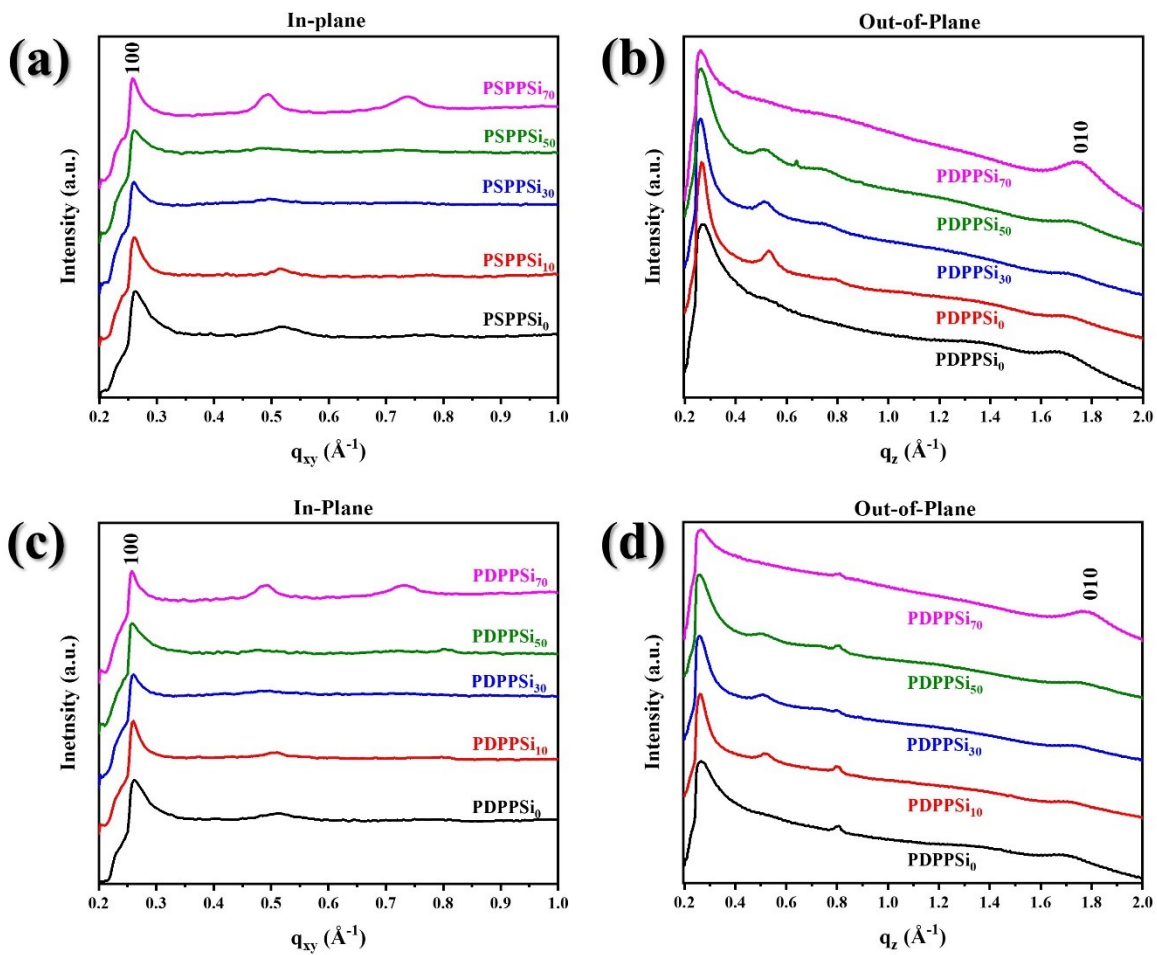 (a)
In-plane
100
PSPPSi70
PSPPSi50
PSPPSi30
PSPPSi10
PSPPSi0
Intensity (a.u.)
0.2 0.3 0.4 0.5 0.6 0.7 0.8 0.9 1.0
qxy (Å-1)
(b)
Out-of-Plane
010
PDPPSi70
PDPPSi50
PDPPSi30
PDPPSi0
PDPPSi0
Intensity (a.u.)
0.2 0.4 0.6 0.8 1.0 1.2 1.4 1.6 1.8 2.0
qz (Å-1)
(c)
In-Plane
100
PDPPSi70
PDPPSi50
PDPPSi30
PDPPSi10
PDPPSi0
Inetnsity (a.u.)
0.2 0.3 0.4 0.5 0.6 0.7 0.8 0.9 1.0
qxy (Å-1)
(d)
Out-of-Plane
010
PDPPSi70
PDPPSi50
PDPPSi30
PDPPSi10
PDPPSi0
Intensity (a.u.)
0.2 0.4 0.6 0.8 1.0 1.2 1.4 1.6 1.8 2.0
qz (Å-1)